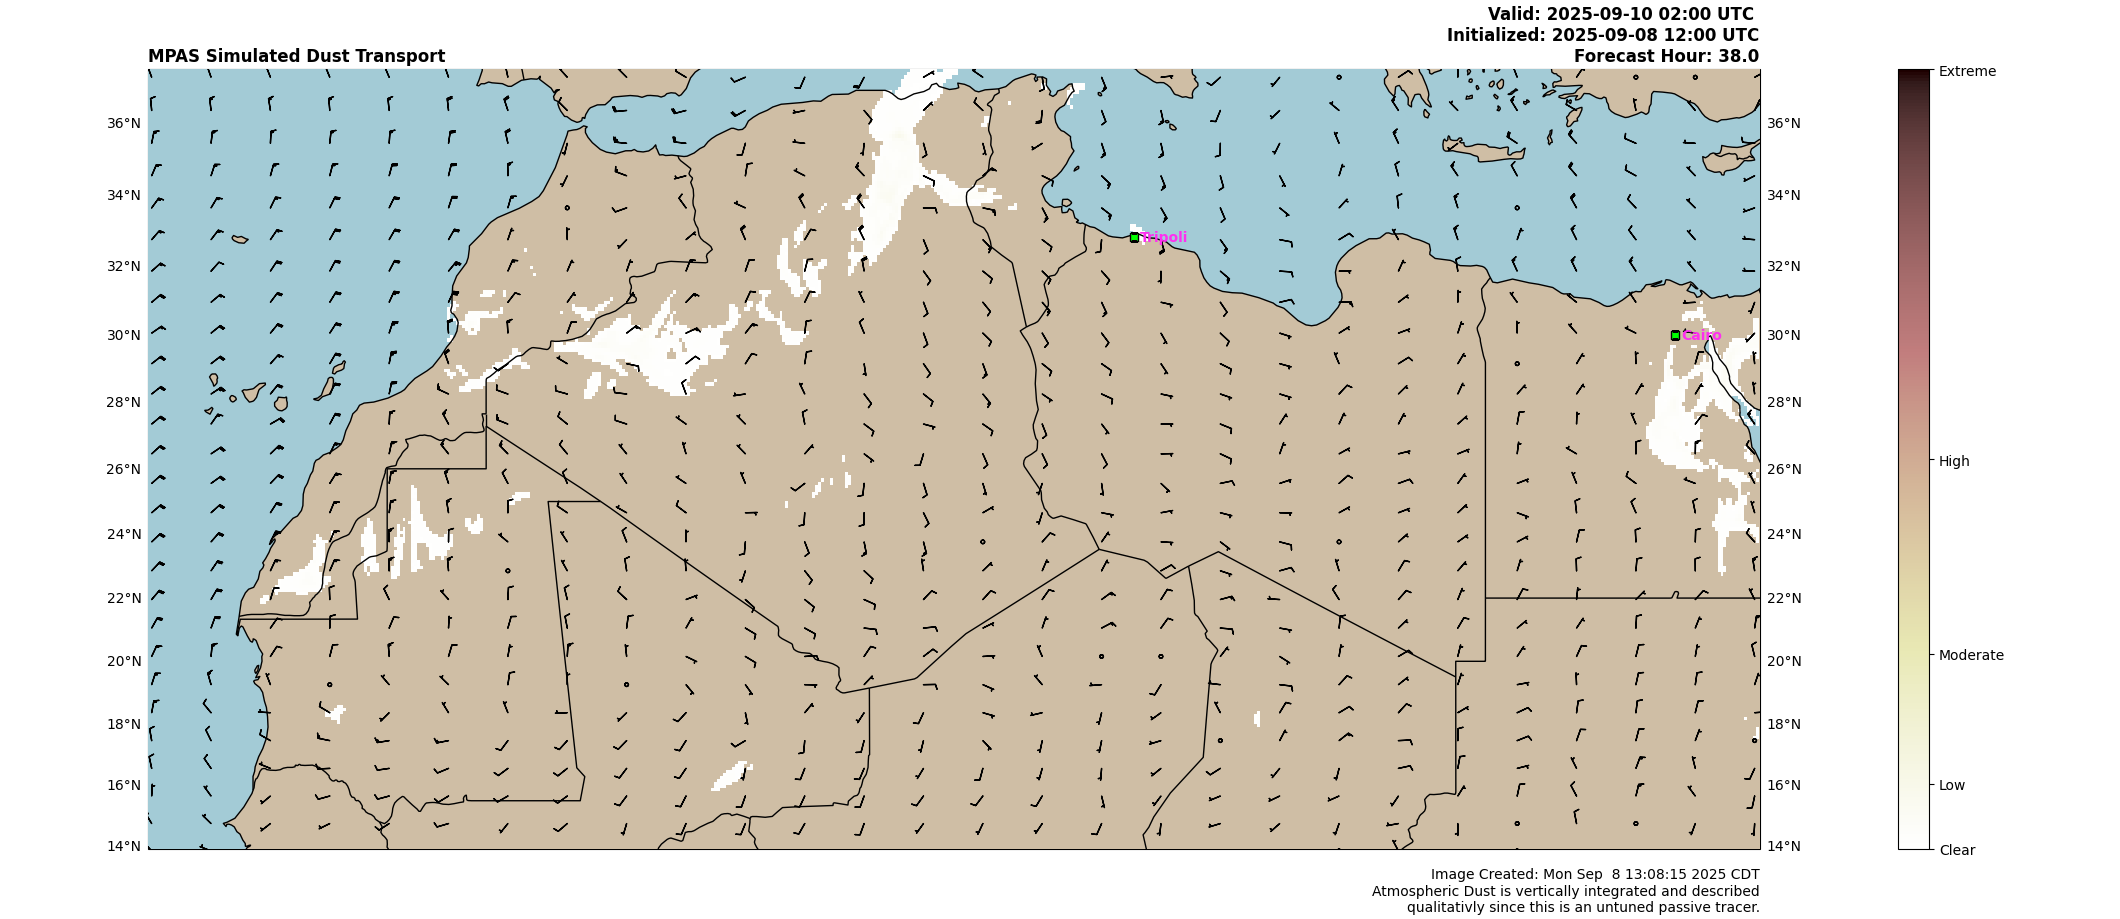 Valid: 2025-09-10 02:00 UTC
Initialized: 2025-09-08 12:00 UTC
MPAS Simulated Dust Transport
Forecast Hour: 38.0
Extreme
36°N 36°N
34°N 34°N
Tripoli
32°N 32°N
30°N Cairo 30°N
28°N 28°N
26°N 26°N High
24°N 24°N
22°N 22°N
20°N 20°N Moderate
18°N 18°N
16°N 16°N Low
14°N 14°N Clear
Image Created: Mon Sep  8 13:08:15 2025 CDT
Atmospheric Dust is vertically integrated and described
qualitativly since this is an untuned passive tracer.